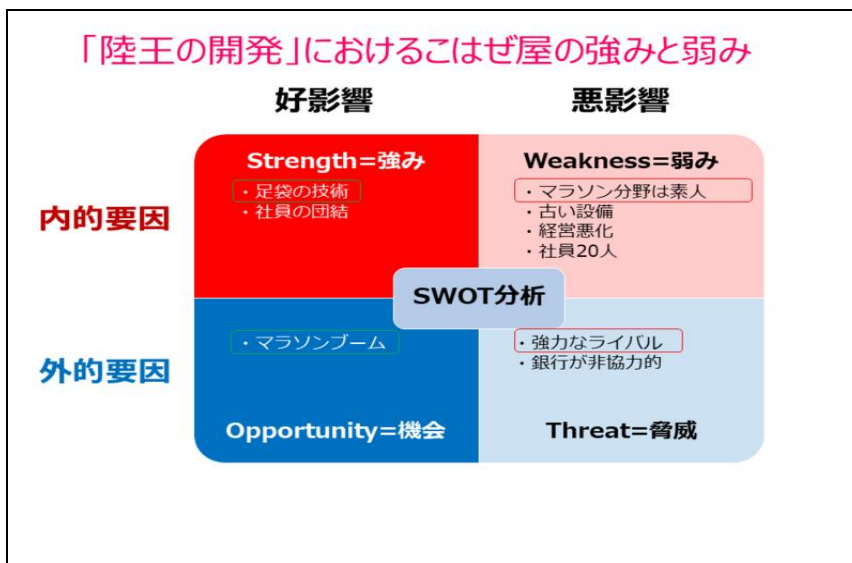 「陸王の開発」におけるこはぜ屋の強みと弱み
好影響
悪影響
内的要因
Strength=強み
・足袋の技術
・社員の団結
Weakness=弱み
・マラソン分野は素人
・古い設備
・経営悪化
・社員20人
SWOT分析
外的要因
・マラソンブーム
Opportunity=機会
・強力なライバル
・銀行が非協力的
Threat=脅威